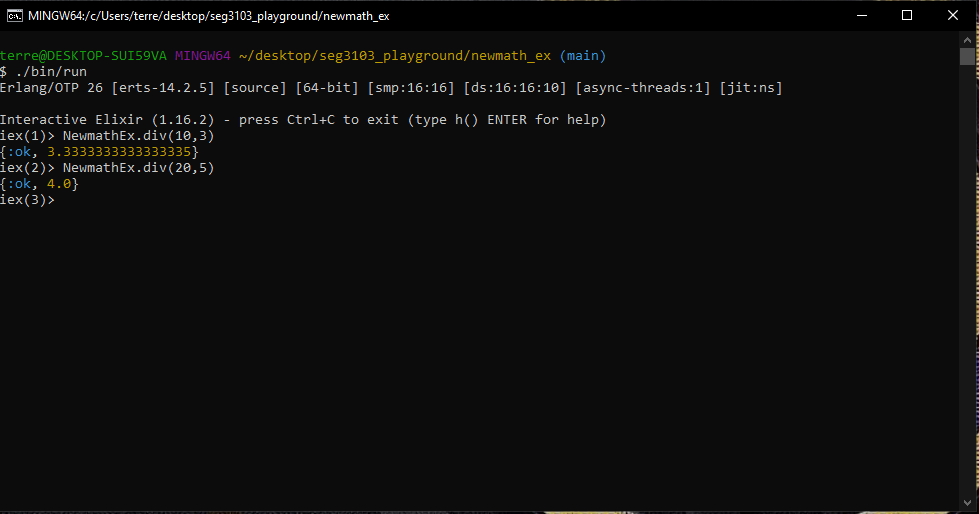 MINGW64:/c/Users/terre/desktop/seg3103_playground/newmath_ex
terre@DESKTOP-SUI59VA MINGW64 ~/desktop/seg3103_playground/newmath_ex (main)
$ ./bin/run
Erlang/OTP 26 [erts-14.2.5] [source] [64-bit] [smp:16:16] [ds:16:16:10] [async-threads:1] [jit:ns]
Interactive Elixir (1.16.2) - press Ctrl+C to exit (type h() ENTER for help)
iex(1)> NewmathEx.div(10,3)
{:ok, 3.3333333333333335}
iex(2)> NewmathEx.div(20,5)
{:ok, 4.0}
iex(3)>